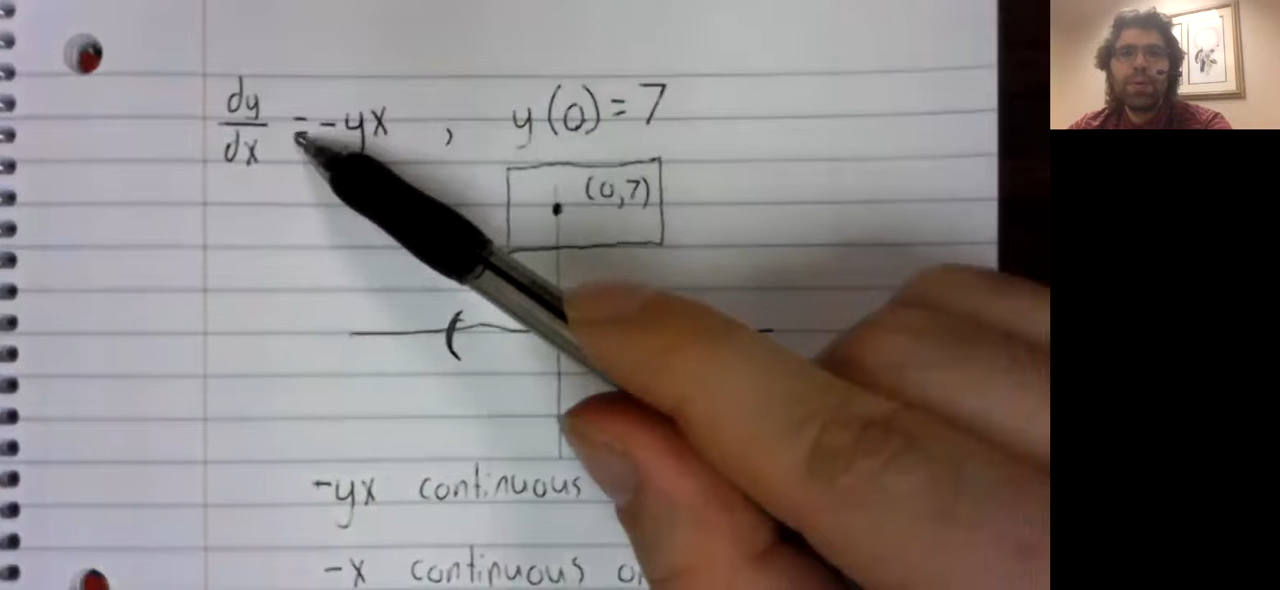 dy/dx = -yx , y(0) = 7
(0,7)
(
-yx continuous
-x continuous